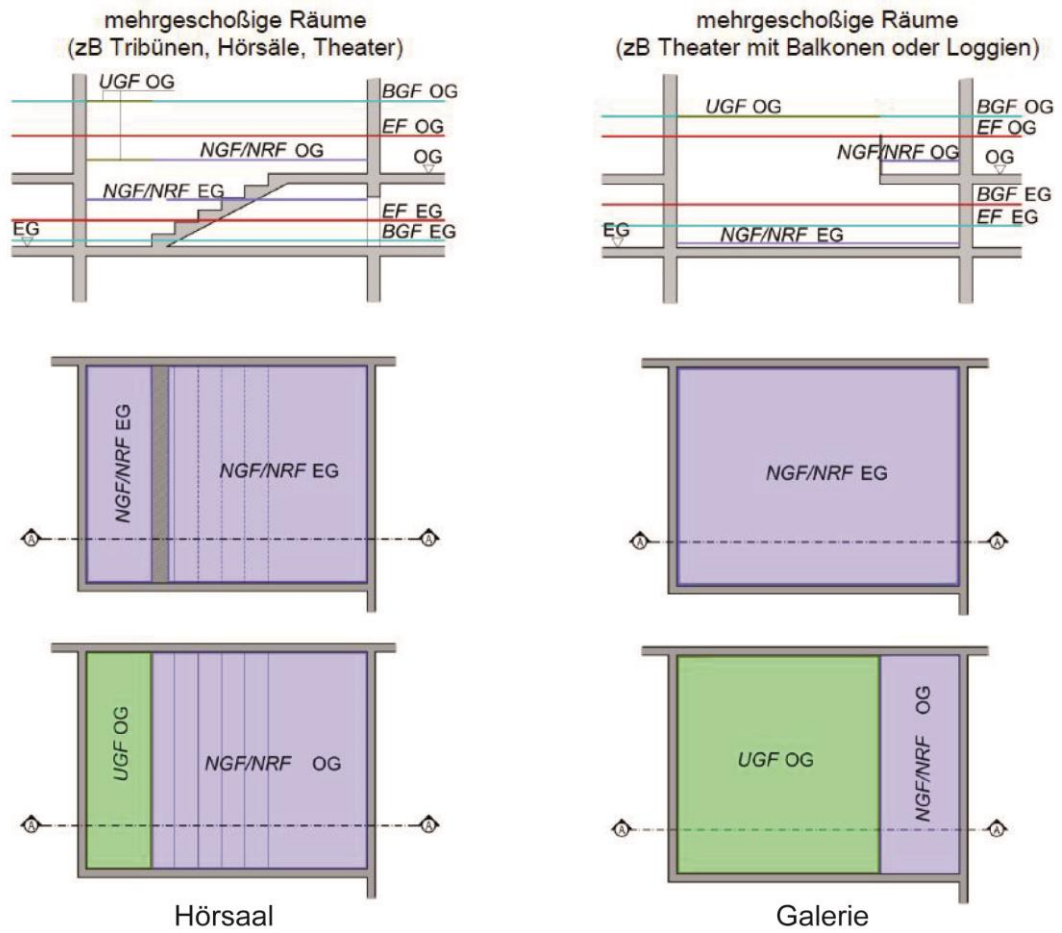 mehrgeschoßige Räume
(zB Tribünen, Hörsäle, Theater)
UGF OG
BGF OG
EF OG
NGF/NRF OG
OG
NGF/NRF EG
EF EG
EG
BGF EG
NGF/NRF EG
NGF/NRF EG
A
A
UGF OG
NGF/NRF OG
A
A
Hörsaal
mehrgeschoßige Räume
(zB Theater mit Balkonen oder Loggien)
UGF OG
BGF OG
EF OG
NGF/NRF OG
OG
BGF EG
EF EG
EG
NGF/NRF EG
NGF/NRF EG
A
A
UGF OG
NGF/NRF OG
A
A
Galerie